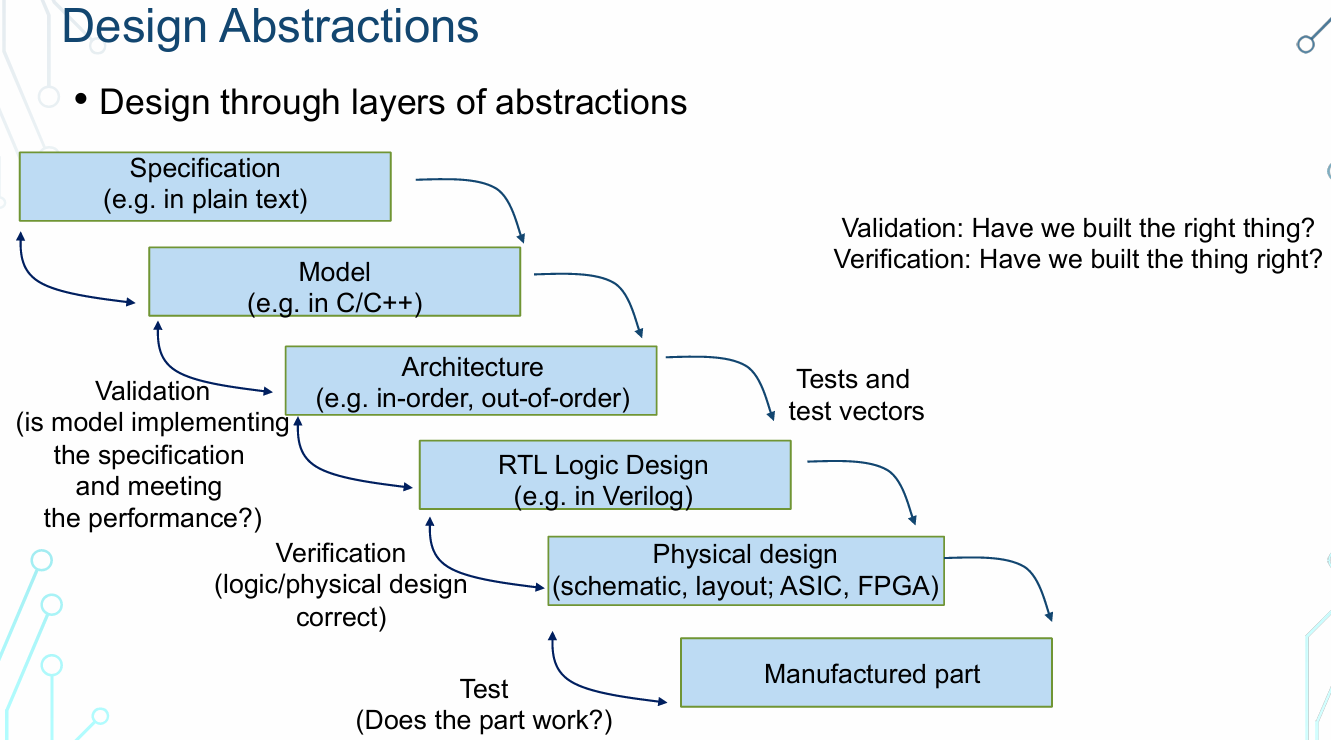 Design Abstractions
• Design through layers of abstractions
Specification
(e.g. in plain text)
Validation: Have we built the right thing?
Verification: Have we built the thing right?
Model
(e.g. in C/C++)
Architecture
(e.g. in-order, out-of-order)
Tests and
test vectors
Validation
(is model implementing
the specification
and meeting
the performance?)
RTL Logic Design
(e.g. in Verilog)
Verification
(logic/physical design
correct)
Physical design
(schematic, layout; ASIC, FPGA)
Manufactured part
Test
(Does the part work?)